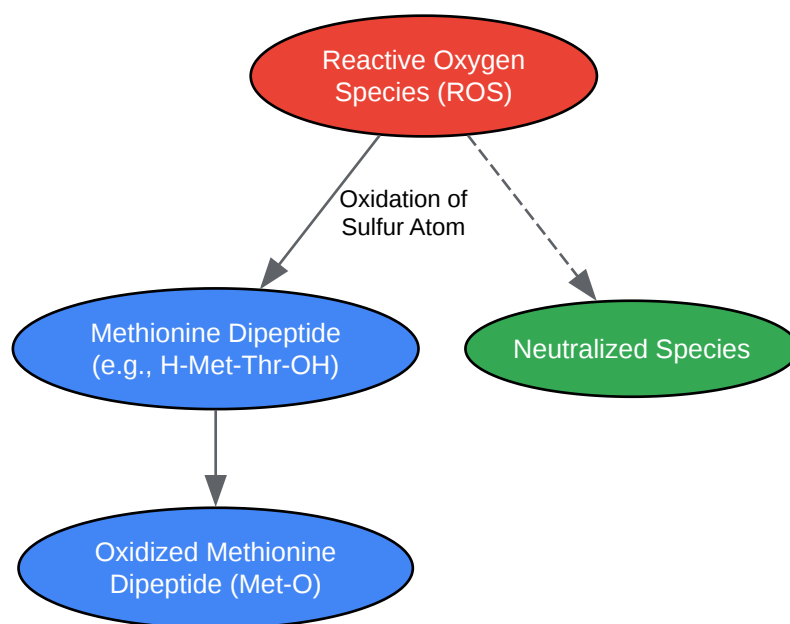 Reactive Oxygen
Species (ROS)
Oxidation of
Sulfur Atom
Methionine Dipeptide
(e.g., H-Met-Thr-OH)
Neutralized Species
Oxidized Methionine
Dipeptide (Met-O)